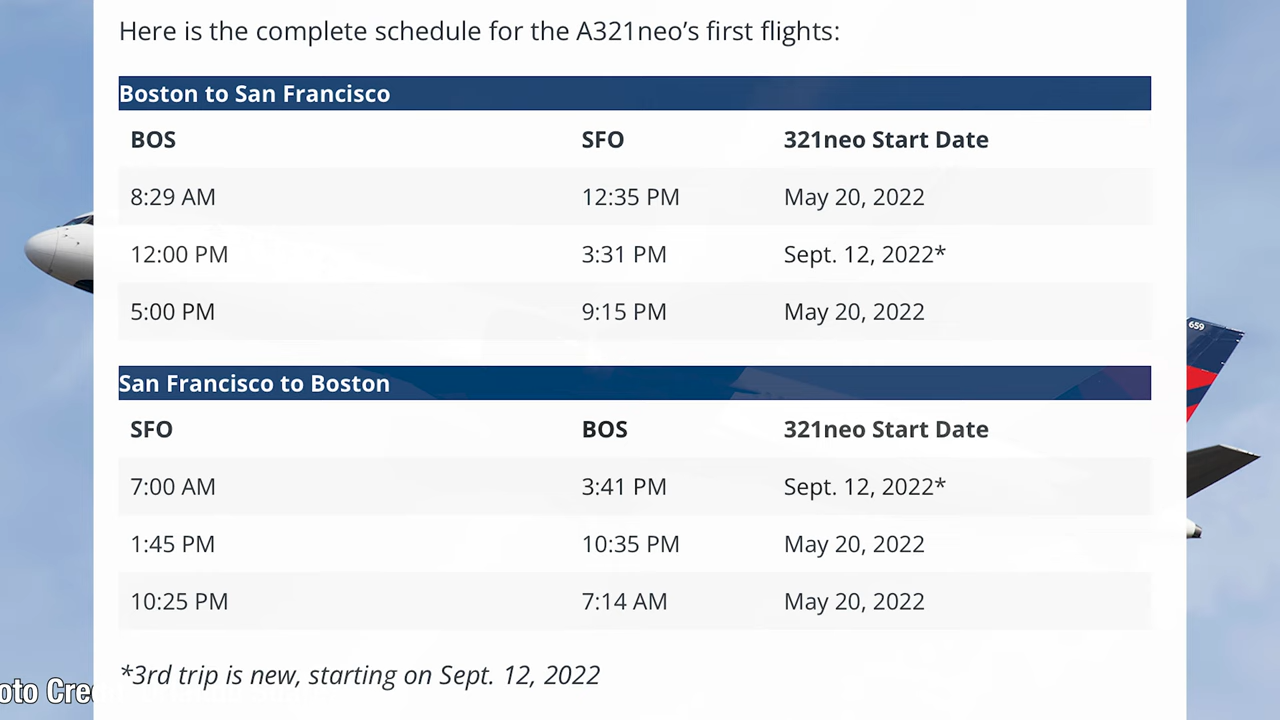 Here is the complete schedule for the A321neo's first flights:
Boston to San Francisco
BOS SFO 321neo Start Date
8:29 AM 12:35 PM May 20, 2022
12:00 PM 3:31 PM Sept. 12, 2022*
5:00 PM 9:15 PM May 20, 2022
659
San Francisco to Boston
SFO BOS 321neo Start Date
7:00 AM 3:41 PM Sept. 12, 2022*
1:45 PM 10:35 PM May 20, 2022
10:25 PM 7:14 AM May 20, 2022
*3rd trip is new, starting on Sept. 12, 2022
oto Cre